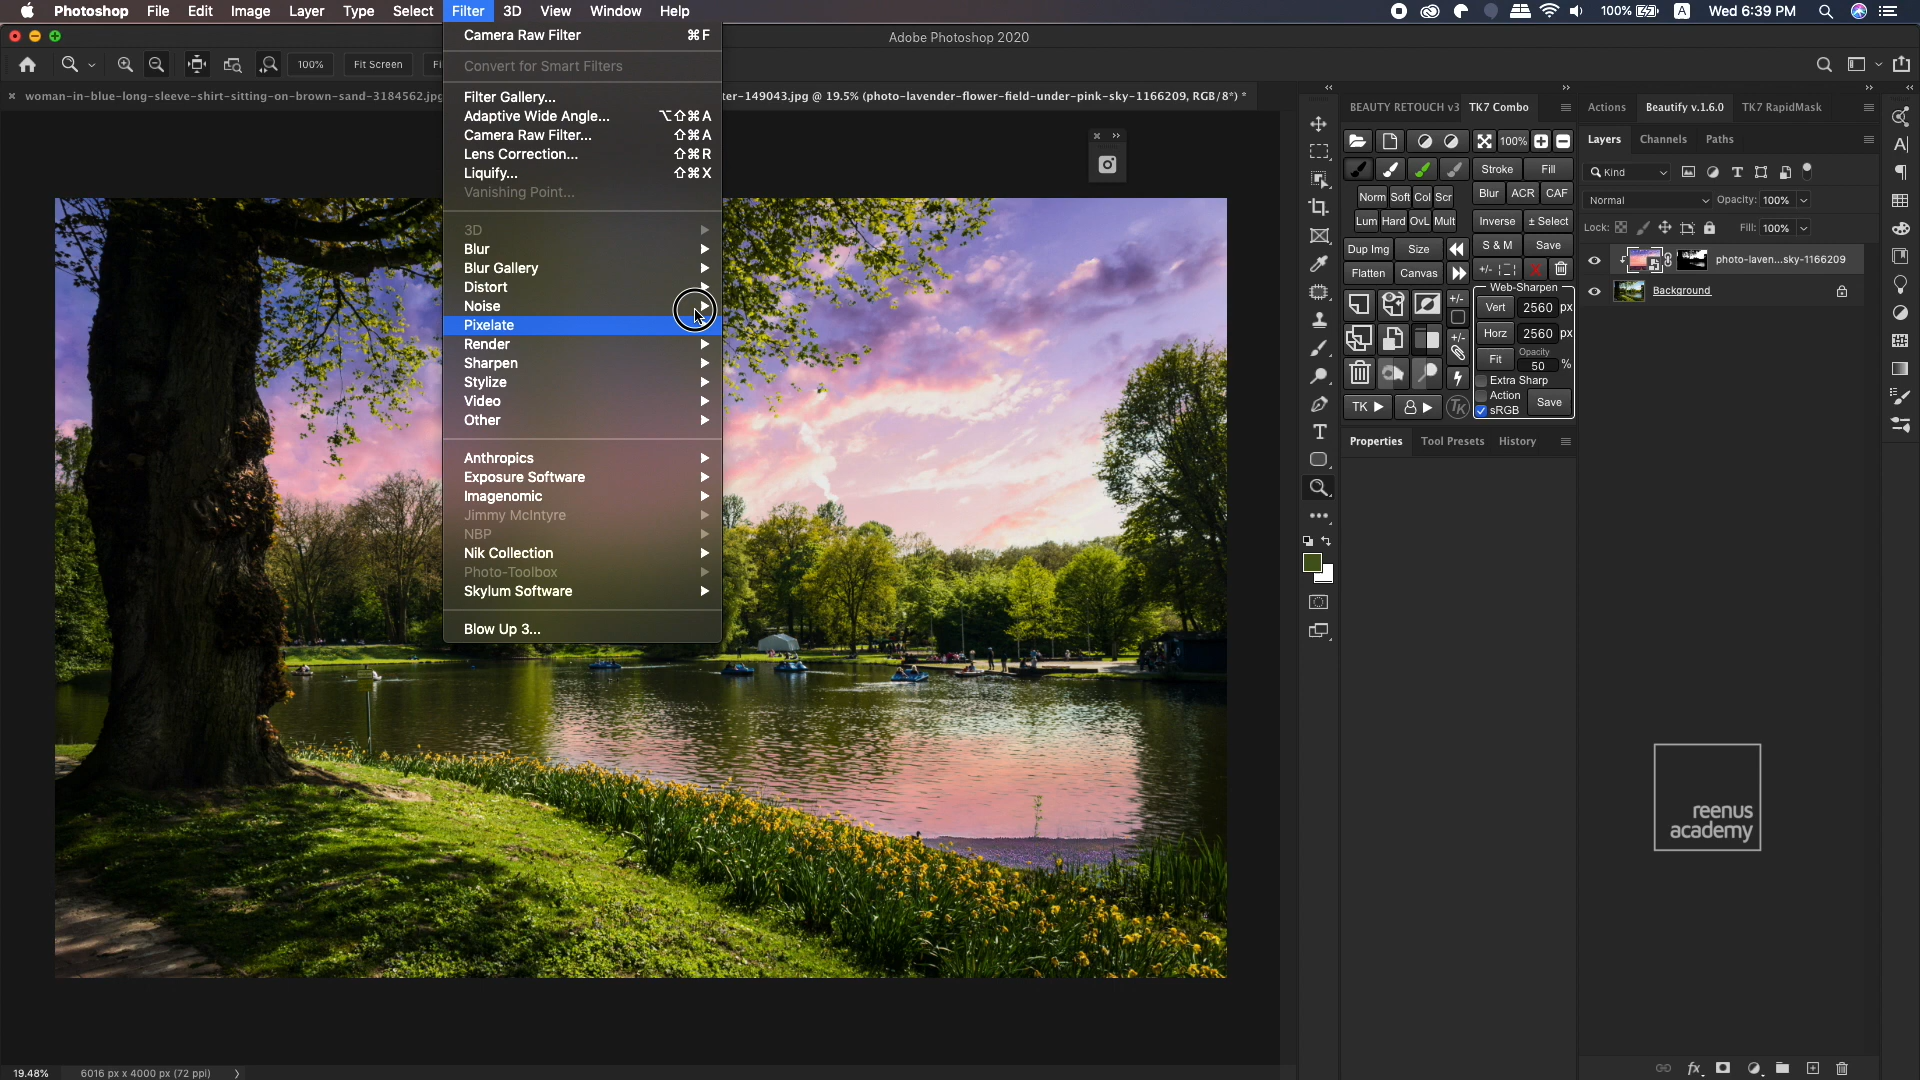 Photoshop File Edit Image Layer Type Select Filter 3D View Window Help
100% A Wed 6:39 PM
Adobe Photoshop 2020
100% Fit Screen Fi
× woman-in-blue-long-sleeve-shirt-sitting-on-brown-sand-3184562.jpg
ter-149043.jpg @ 19.5% (photo-lavender-flower-field-under-pink-sky-1166209, RGB/8*) *
Camera Raw Filter ⌘F
Convert for Smart Filters
Filter Gallery...
Adaptive Wide Angle... ⌥⇧⌘A
Camera Raw Filter... ⇧⌘A
Lens Correction... ⇧⌘R
Liquify... ⇧⌘X
Vanishing Point...
3D
Blur
Blur Gallery
Distort
Noise
Pixelate
Render
Sharpen
Stylize
Video
Other
Anthropics
Exposure Software
Imagenomic
Jimmy McIntyre
NBP
Nik Collection
Photo-Toolbox
Skylum Software
Blow Up 3...
BEAUTY RETOUCH v3 TK7 Combo
100%
Stroke Fill
Norm Soft Col Scr Blur ACR CAF
Lum Hard OvL Mult Inverse ± Select
Dup Img Size S & M Save
Flatten Canvas +/-
Web-Sharpen
+/- Vert 2560 px
+/- Horz 2560 px
Fit Opacity 50 %
Extra Sharp
Action
TK TK sRGB Save
Properties Tool Presets History
Actions Beautify v.1.6.0 TK7 RapidMask
Layers Channels Paths
Kind
Normal Opacity: 100%
Lock: Fill: 100%
photo-laven...sky-1166209
Background
reenus
academy
fx
19.48% 6016 px x 4000 px (72 ppi)